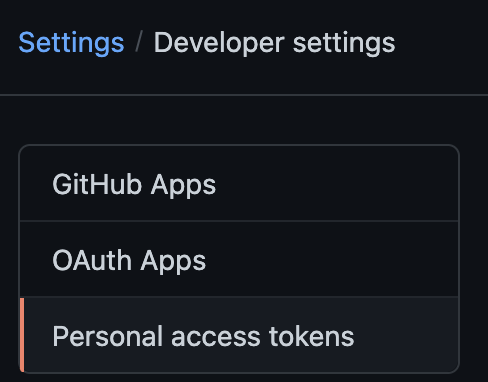 Settings / Developer settings
GitHub Apps
OAuth Apps
Personal access tokens